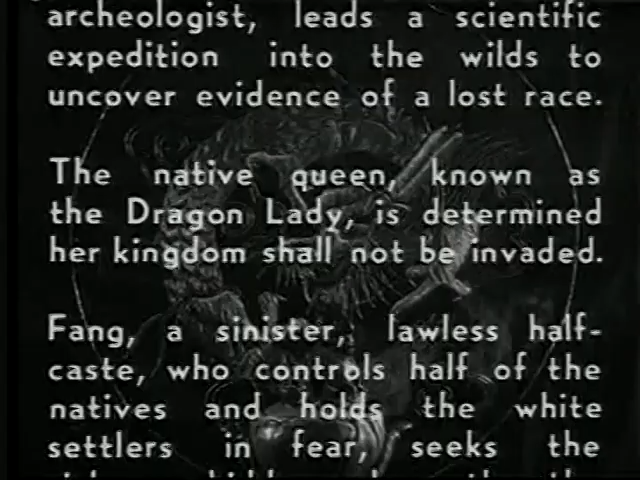 archeologist, leads a scientific
expedition into the wilds to
uncover evidence of a lost race.
The native queen, known as
the Dragon Lady, is determined
her kingdom shall not be invaded.
Fang, a sinister, lawless half-
caste, who controls half of the
natives and holds the white
settlers in fear, seeks the